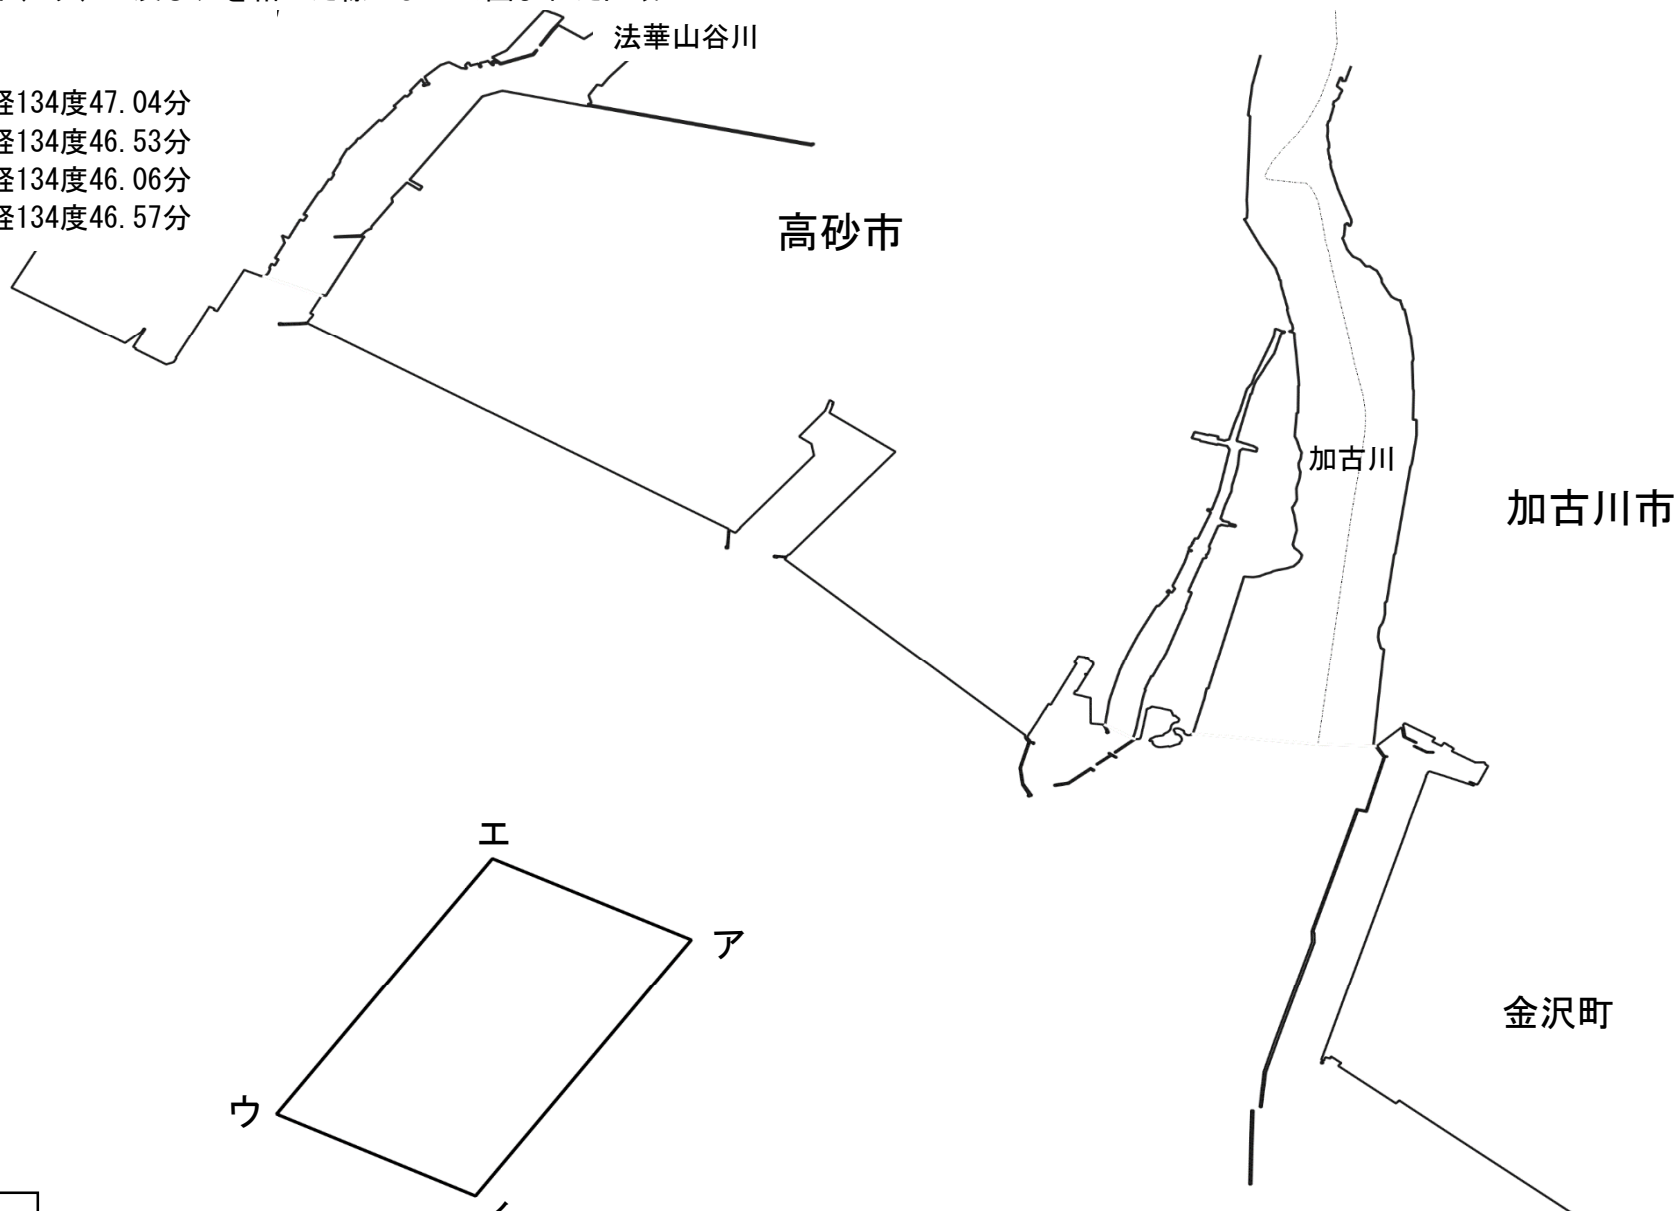 法華山谷川
経134度47.04分
経134度46.53分
経134度46.06分
経134度46.57分
高砂市
加古川
加古川市
エ
ア
金沢町
ウ